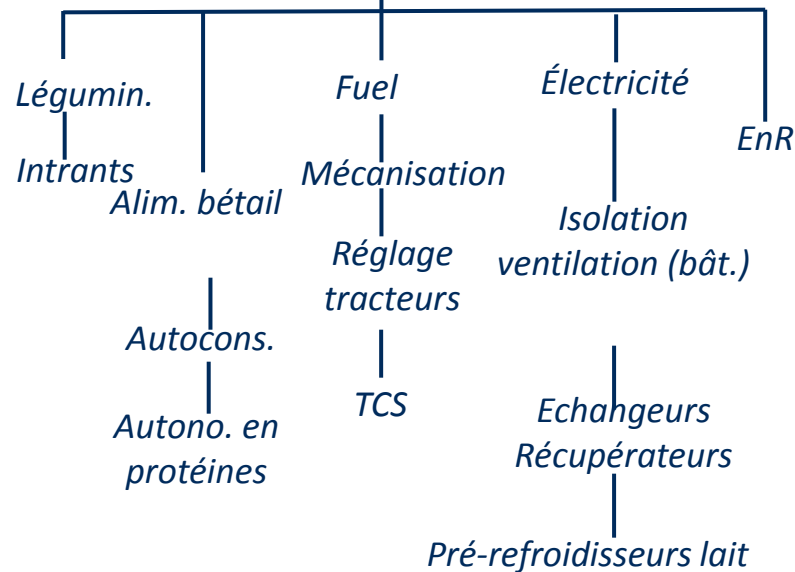 Légumin.
Intrants
Alim. bétail
Autocons.
Autono. en
protéines
Fuel
Mécanisation
Réglage
tracteurs
TCS
Électricité
Isolation
ventilation (bât.)
Echangeurs
Récupérateurs
Pré-refroidisseurs lait
EnR